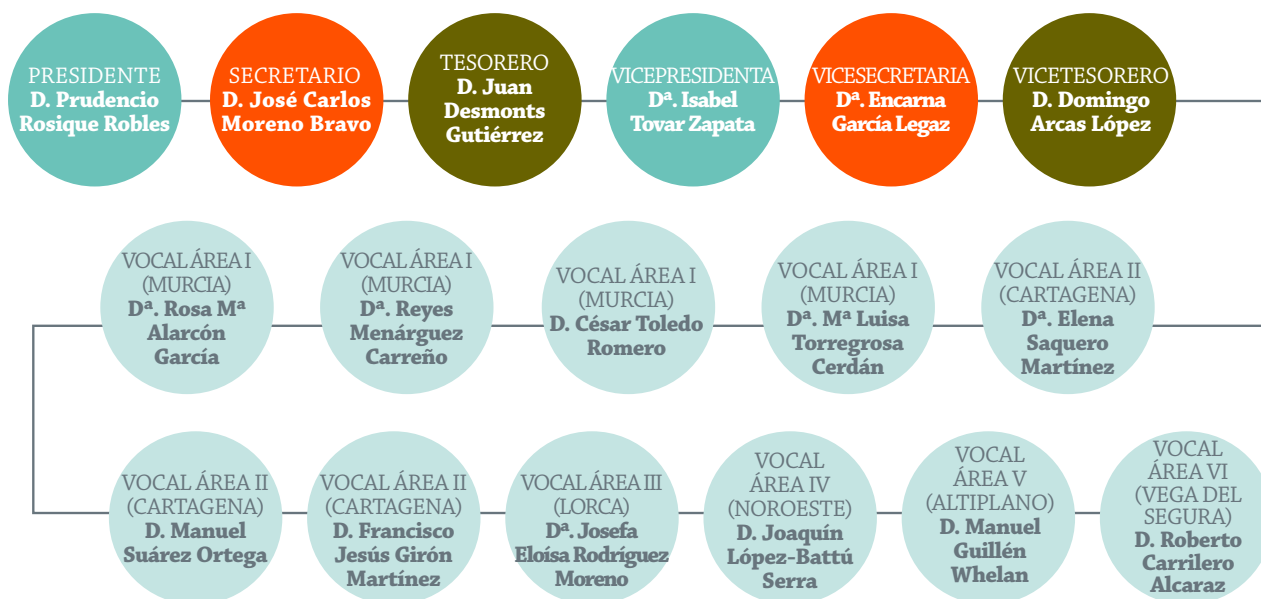 PRESIDENTE
D. Prudencio
Rosique Robles
SECRETARIO
D. José Carlos
Moreno Bravo
TESORERO
D. Juan
Desmonts
Gutiérrez
VICEPRESIDENTA
Dª. Isabel
Tovar Zapata
VICESECRETARIA
Dª. Encarna
García Legaz
VICETESORERO
D. Domingo
Arcas López
VOCAL ÁREA I
(MURCIA)
Dª. Rosa Mª
Alarcón
García
VOCAL ÁREA I
(MURCIA)
Dª. Reyes
Menárguez
Carreño
VOCAL ÁREA I
(MURCIA)
D. César Toledo
Romero
VOCAL ÁREA I
(MURCIA)
Dª. Mª Luisa
Torregrosa
Cerdán
VOCAL ÁREA II
(CARTAGENA)
Dª. Elena
Saquero
Martínez
VOCAL ÁREA II
(CARTAGENA)
D. Manuel
Suárez Ortega
VOCAL ÁREA II
(CARTAGENA)
D. Francisco
Jesús Girón
Martínez
VOCAL ÁREA III
(LORCA)
Dª. Josefa
Eloísa Rodríguez
Moreno
VOCAL
ÁREA IV
(NOROESTE)
D. Joaquín
López-Battú
Serra
VOCAL
ÁREA V
(ALTIPLANO)
D. Manuel
Guillén
Whelan
VOCAL
ÁREA VI
(VEGA DEL
SEGURA)
D. Roberto
Carrilero
Alcaraz